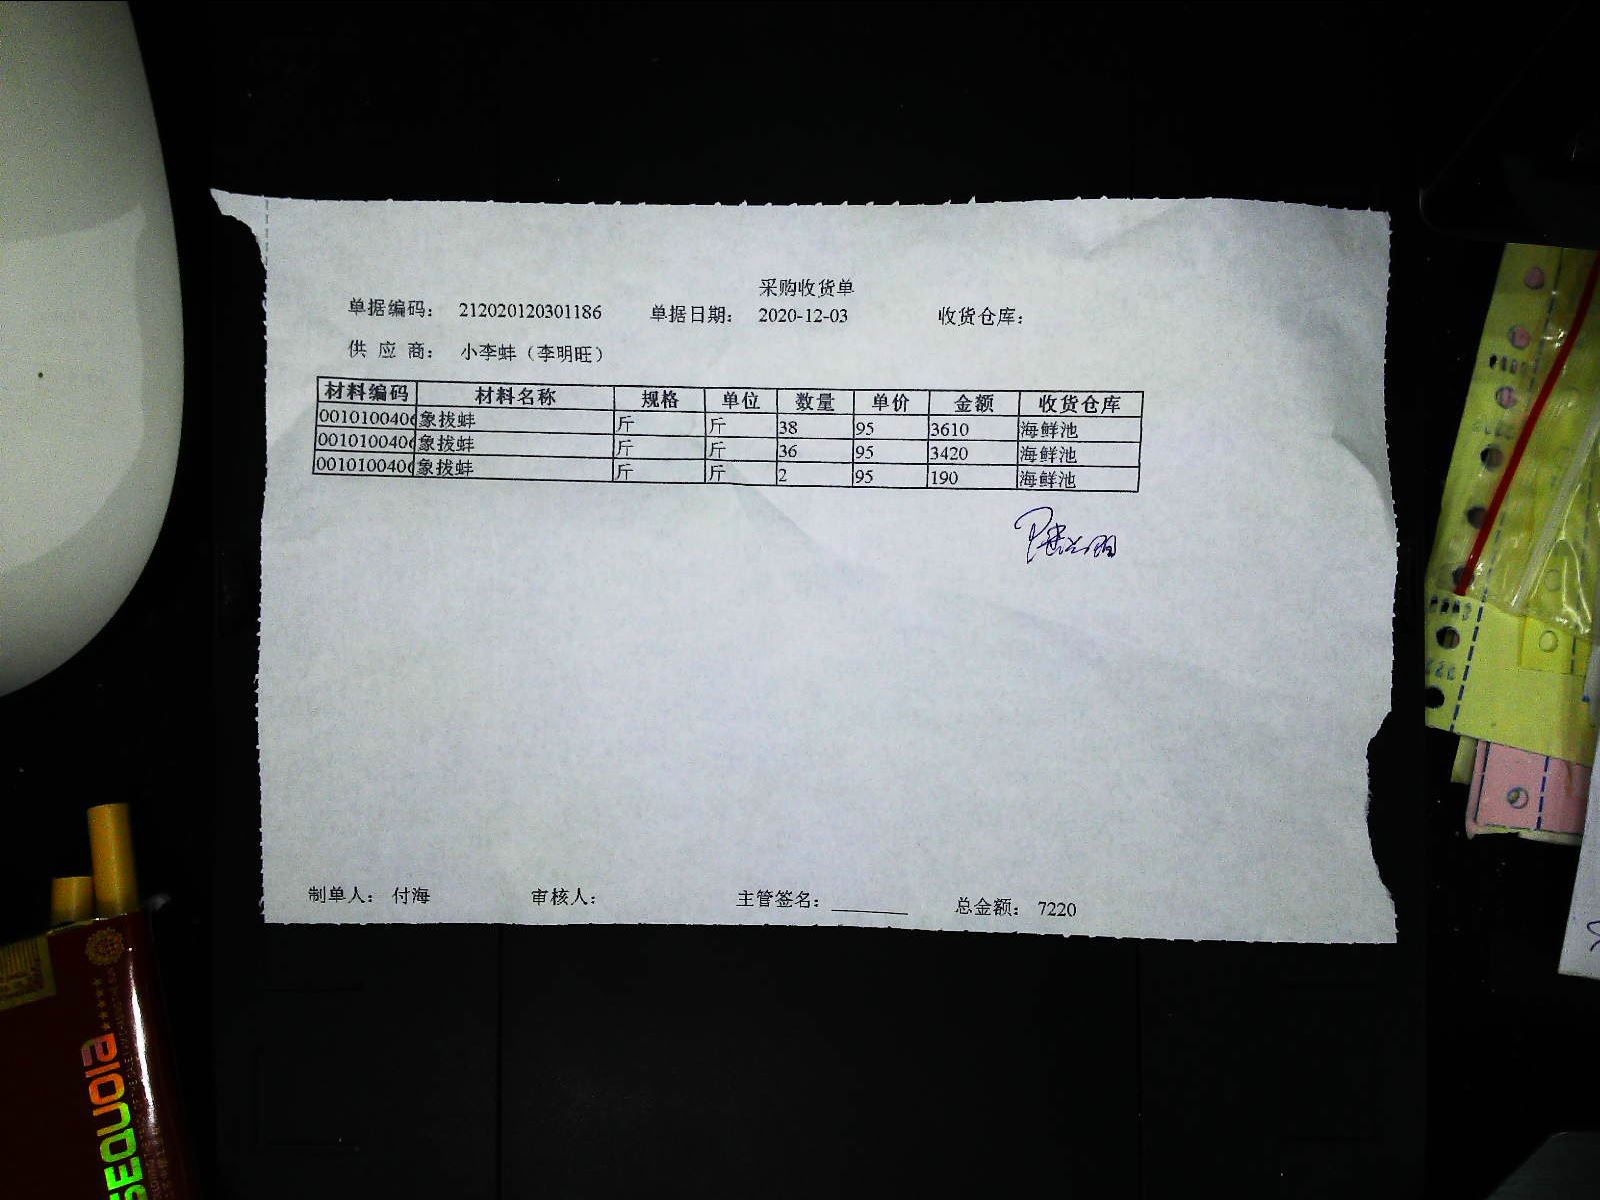 采购收货单
单据编码： 212020120301186 单据日期： 2020-12-03 收货仓库：
供 应 商： 小李蚌（李明旺）
材料编码 材料名称 规格 单位 数量 单价 金额 收货仓库
0010100406 象拔蚌 斤 斤 38 95 3610 海鲜池
0010100406 象拔蚌 斤 斤 36 95 3420 海鲜池
0010100406 象拔蚌 斤 斤 2 95 190 海鲜池
制单人： 付海 审核人： 主管签名： 总金额： 7220
SEQUOIA